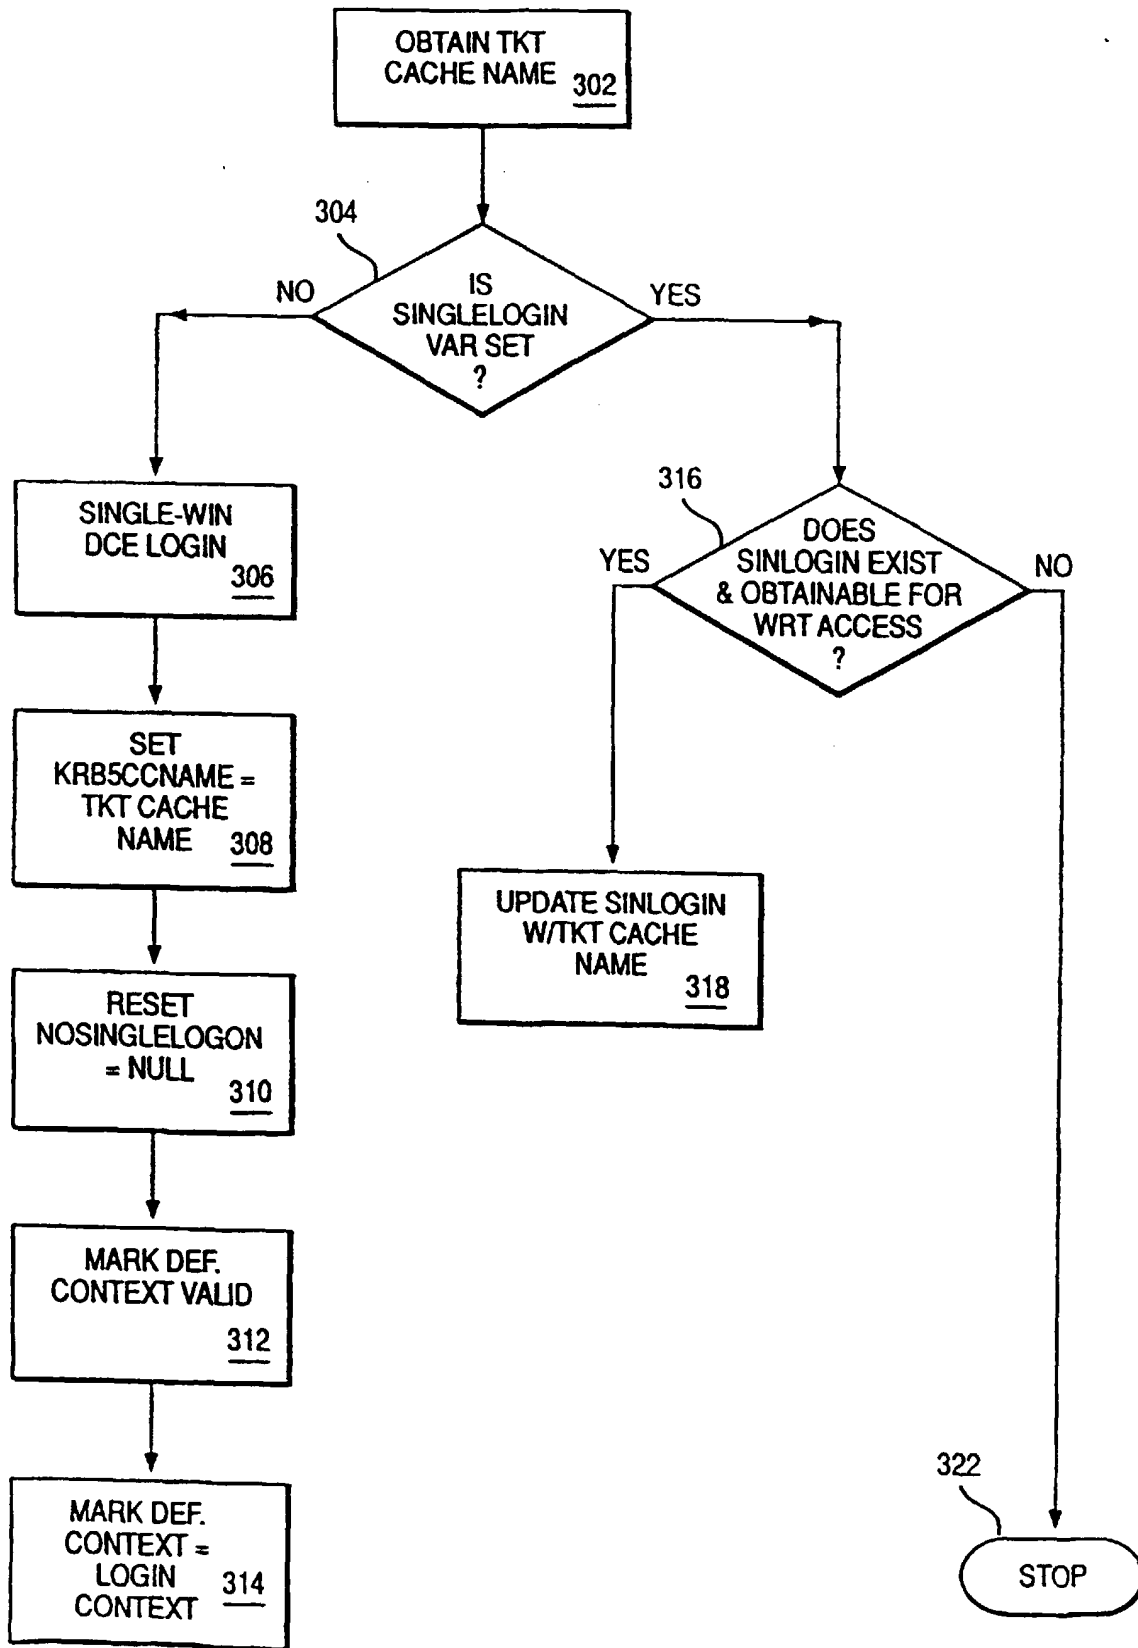 OBTAIN TKT
CACHE NAME
302
304
IS
SINGLELOGIN
VAR SET
?
NO
YES
SINGLE-WIN
DCE LOGIN
306
SET
KRB5CCNAME =
TKT CACHE
NAME
308
RESET
NOSINGLELOGON
= NULL
310
MARK DEF.
CONTEXT VALID
312
MARK DEF.
CONTEXT =
LOGIN
CONTEXT
314
316
DOES
SINLOGIN EXIST
& OBTAINABLE FOR
WRT ACCESS
?
YES
NO
UPDATE SINLOGIN
W/TKT CACHE
NAME
318
322
STOP